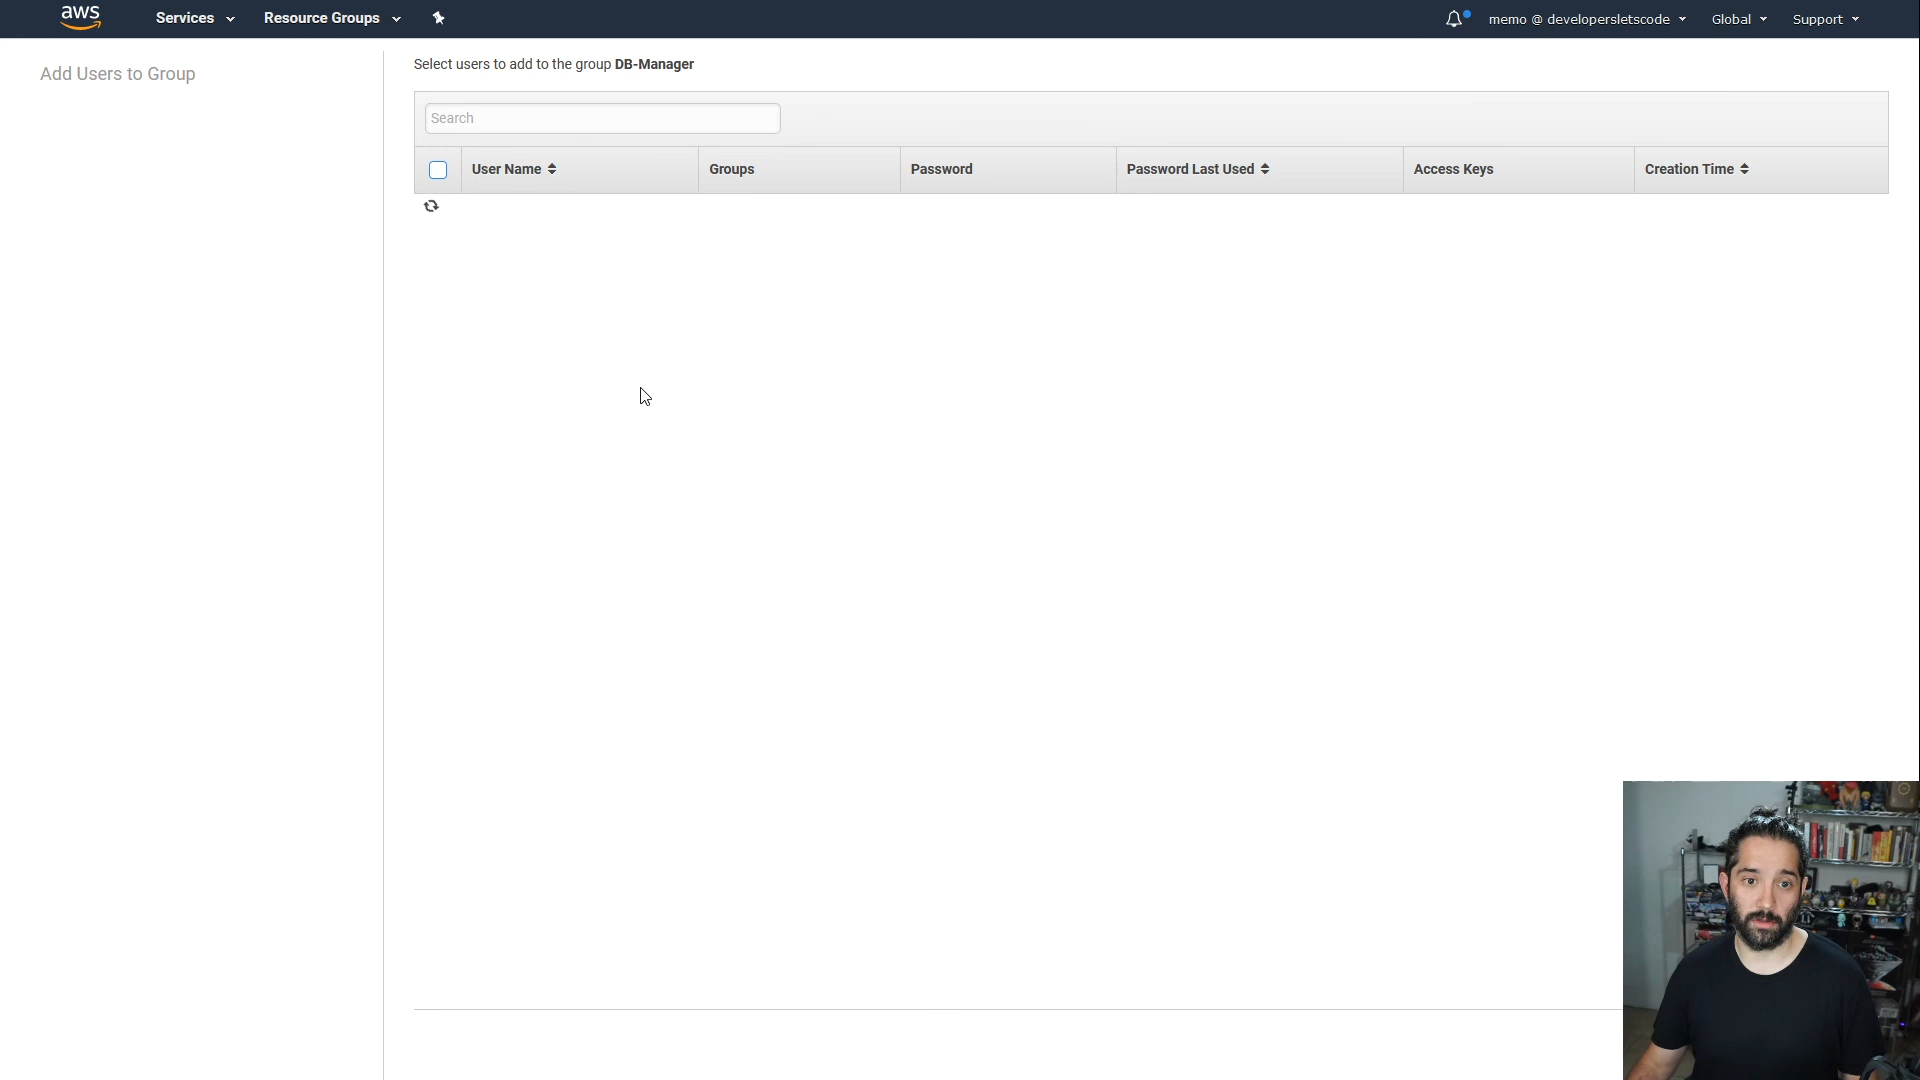 aws
Services
Resource Groups
memo @ developersletscode
Global
Support
Add Users to Group
Select users to add to the group DB-Manager
Search
User Name
Groups
Password
Password Last Used
Access Keys
Creation Time